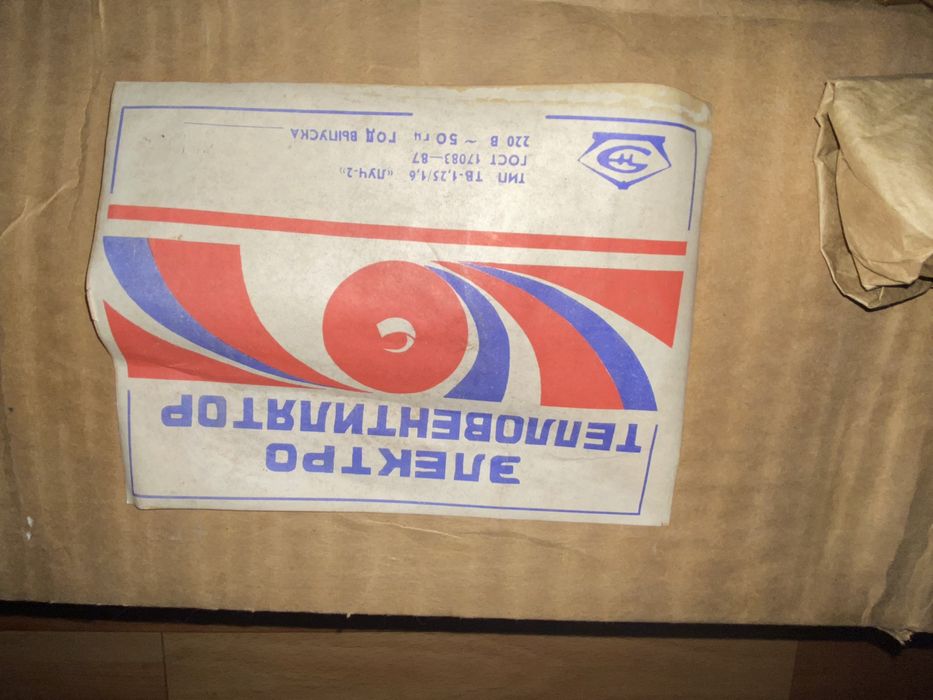 ЭЛЕКТРО
ТЕПЛОВЕНТИЛЯТОР
ТИП ТВ-1,25/1,6 «ЛУЧ-2»
ГОСТ 17083—87
220 В ~ 50 гц ГОД ВЫПУСКА